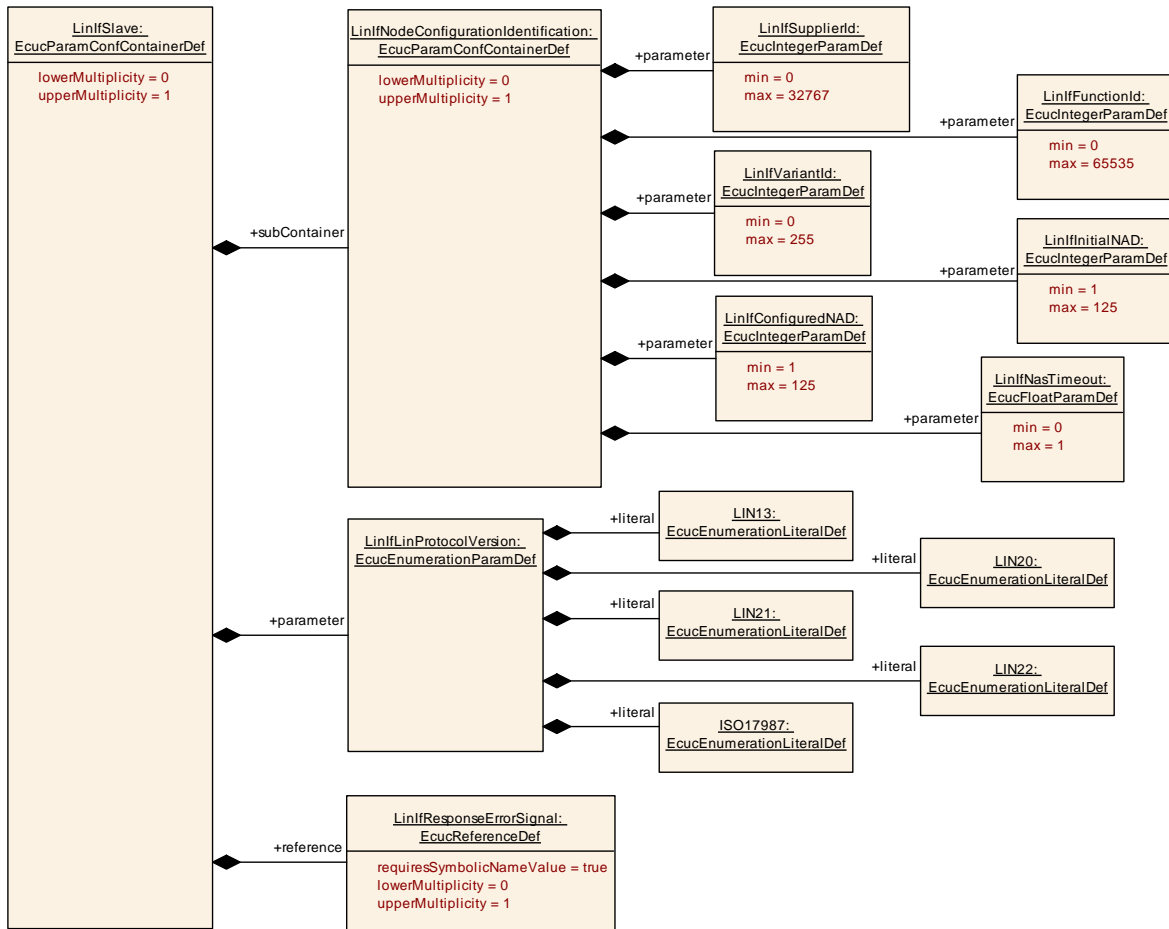 LinIfSlave:
EcucParamConfContainerDef
lowerMultiplicity = 0
upperMultiplicity = 1
+subContainer
LinIfNodeConfigurationIdentification:
EcucParamConfContainerDef
lowerMultiplicity = 0
upperMultiplicity = 1
+parameter
LinIfSupplierId:
EcucIntegerParamDef
min = 0
max = 32767
+parameter
LinIfFunctionId:
EcucIntegerParamDef
min = 0
max = 65535
+parameter
LinIfVariantId:
EcucIntegerParamDef
min = 0
max = 255
+parameter
LinIfInitialNAD:
EcucIntegerParamDef
min = 1
max = 125
+parameter
LinIfConfiguredNAD:
EcucIntegerParamDef
min = 1
max = 125
+parameter
LinIfNasTimeout:
EcucFloatParamDef
min = 0
max = 1
+parameter
LinIfLinProtocolVersion:
EcucEnumerationParamDef
+literal
LIN13:
EcucEnumerationLiteralDef
+literal
LIN20:
EcucEnumerationLiteralDef
+literal
LIN21:
EcucEnumerationLiteralDef
+literal
LIN22:
EcucEnumerationLiteralDef
+literal
ISO17987:
EcucEnumerationLiteralDef
+reference
LinIfResponseErrorSignal:
EcucReferenceDef
requiresSymbolicNameValue = true
lowerMultiplicity = 0
upperMultiplicity = 1